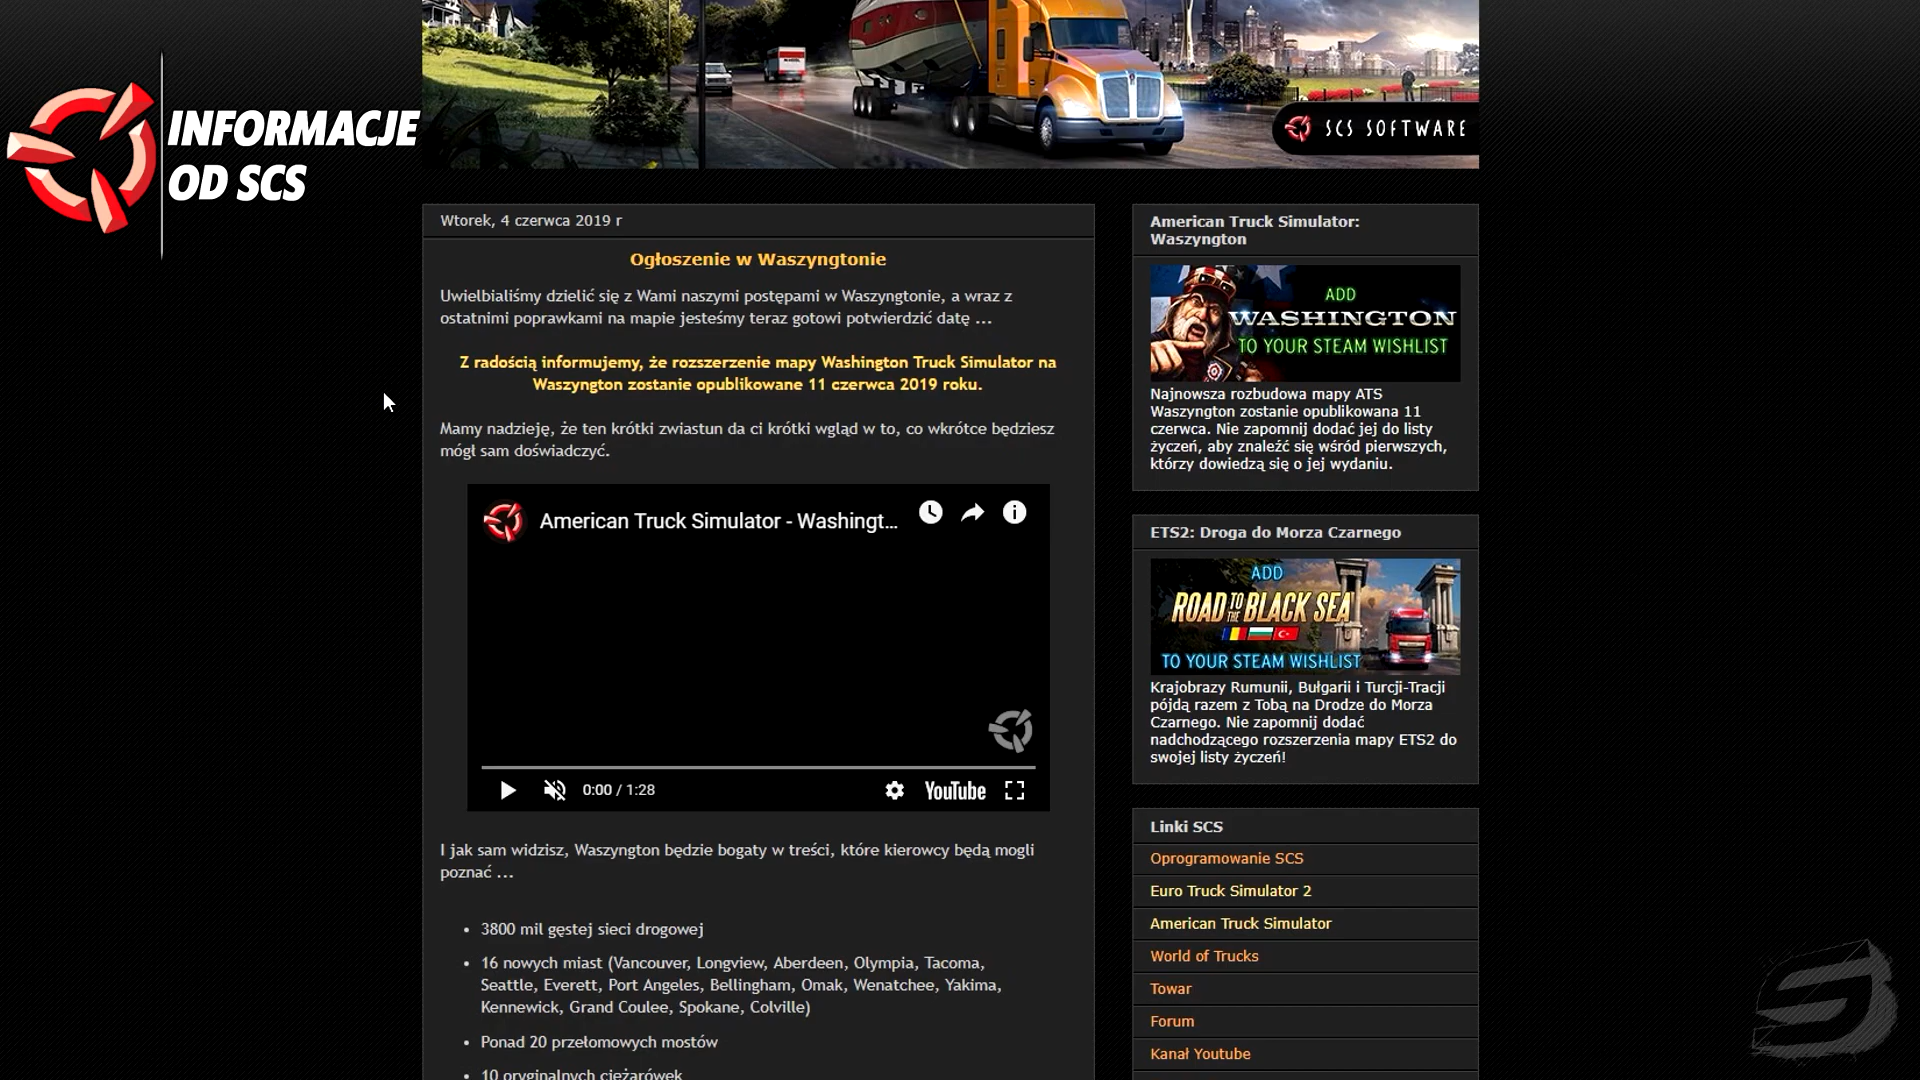 INFORMACJE
OD SCS
SCS SOFTWARE
Wtorek, 4 czerwca 2019 r
Ogłoszenie w Waszyngtonie
Uwielbialiśmy dzielić się z Wami naszymi postępami w Waszyngtonie, a wraz z
ostatnimi poprawkami na mapie jesteśmy teraz gotowi potwierdzić datę ...
Z radością informujemy, że rozszerzenie mapy Washington Truck Simulator na
Waszyngton zostanie opublikowane 11 czerwca 2019 roku.
Mamy nadzieję, że ten krótki zwiastun da ci krótki wgląd w to, co wkrótce będziesz
mógł sam doświadczyć.
American Truck Simulator - Washingt...
0:00 / 1:28
YouTube
I jak sam widzisz, Waszyngton będzie bogaty w treści, które kierowcy będą mogli
poznać ...
• 3800 mil gęstej sieci drogowej
• 16 nowych miast (Vancouver, Longview, Aberdeen, Olympia, Tacoma,
Seattle, Everett, Port Angeles, Bellingham, Omak, Wenatchee, Yakima,
Kennewick, Grand Coulee, Spokane, Colville)
• Ponad 20 przełomowych mostów
• 10 oryginalnych ciężarówek
American Truck Simulator:
Waszyngton
ADD
WASHINGTON
TO YOUR STEAM WISHLIST
Najnowsza rozbudowa mapy ATS
Waszyngton zostanie opublikowana 11
czerwca. Nie zapomnij dodać jej do listy
życzeń, aby znaleźć się wśród pierwszych,
którzy dowiedzą się o jej wydaniu.
ETS2: Droga do Morza Czarnego
ADD
ROAD TO THE BLACK SEA
TO YOUR STEAM WISHLIST
Krajobrazy Rumunii, Bułgarii i Turcji-Tracji
pójdą razem z Tobą na Drodze do Morza
Czarnego. Nie zapomnij dodać
nadchodzącego rozszerzenia mapy ETS2 do
swojej listy życzeń!
Linki SCS
Oprogramowanie SCS
Euro Truck Simulator 2
American Truck Simulator
World of Trucks
Towar
Forum
Kanał Youtube